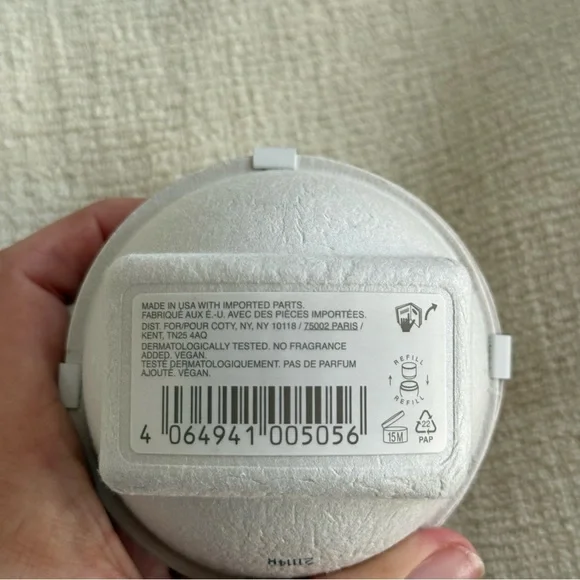 MADE IN USA WITH IMPORTED PARTS.
FABRIQUÉ AUX É.-U. AVEC DES PIÈCES IMPORTÉES.
DIST. FOR/POUR COTY, NY, NY 10118 / 75002 PARIS /
KENT, TN25 4AQ
DERMATOLOGICALLY TESTED. NO FRAGRANCE
ADDED. VEGAN.
TESTÉ DERMATOLOGIQUEMENT. PAS DE PARFUM
AJOUTÉ. VÉGAN.
4 064941 005056
REFILL
REFILL
15M
22
PAP
21114H